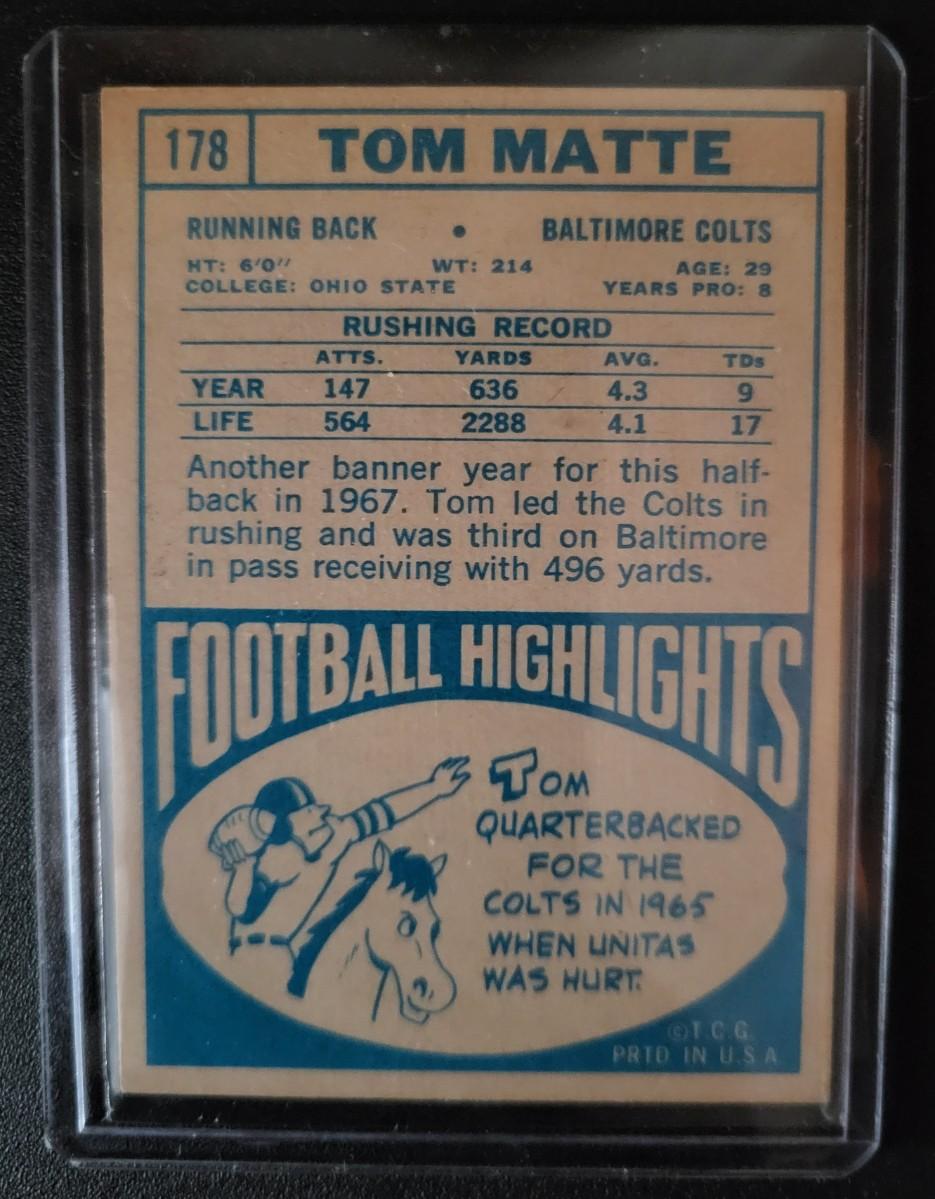 178 TOM MATTE
RUNNING BACK • BALTIMORE COLTS
HT: 6'0" WT: 214 AGE: 29
COLLEGE: OHIO STATE YEARS PRO: 8
RUSHING RECORD
ATTS. YARDS AVG. TDs
YEAR 147 636 4.3 9
LIFE 564 2288 4.1 17
Another banner year for this half-
back in 1967. Tom led the Colts in
rushing and was third on Baltimore
in pass receiving with 496 yards.
FOOTBALL HIGHLIGHTS
TOM
QUARTERBACKED
FOR THE
COLTS IN 1965
WHEN UNITAS
WAS HURT.
©T.C.G.
PRTD IN U.S.A